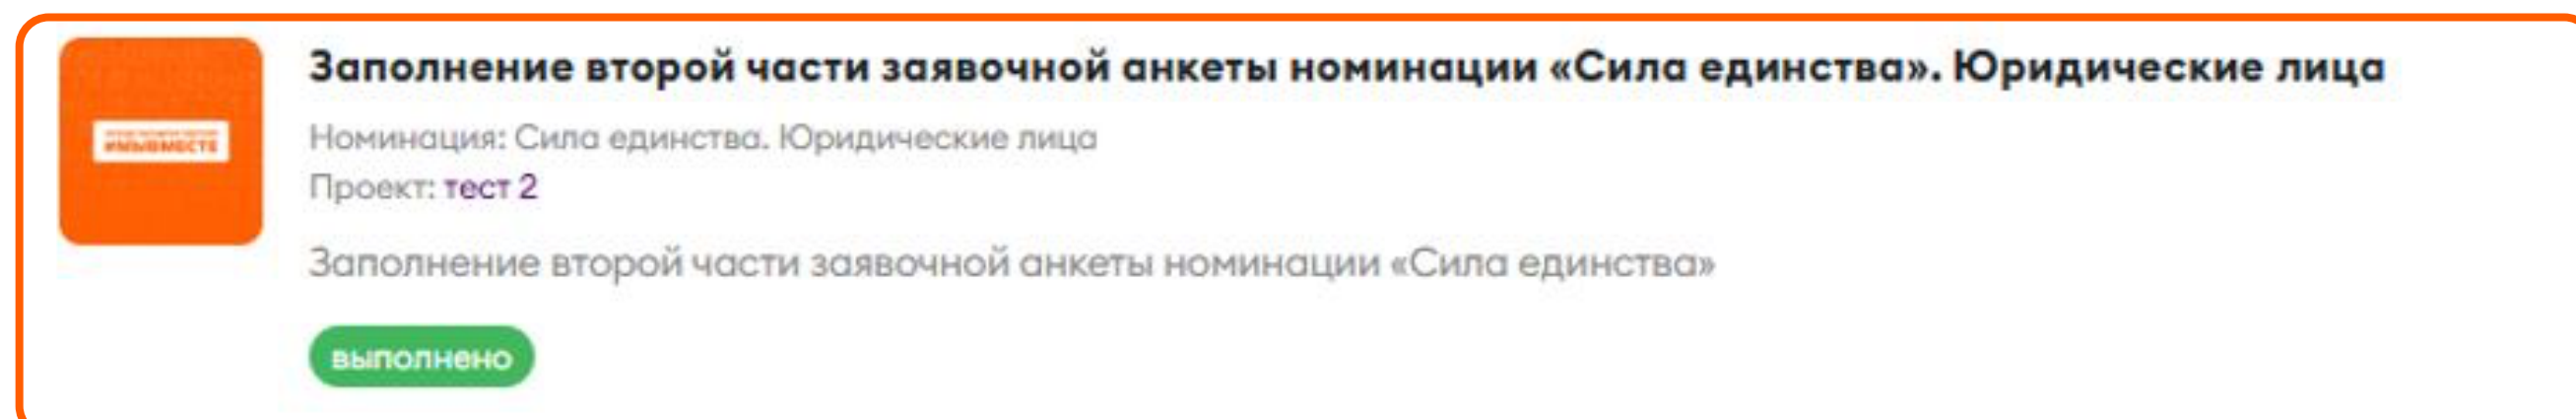 Заполнение второй части заявочной анкеты номинации «Сила единства». Юридические лица
#МЫВМЕСТЕ
Номинация: Сила единства. Юридические лица
Проект: тест 2
Заполнение второй части заявочной анкеты номинации «Сила единства»
выполнено